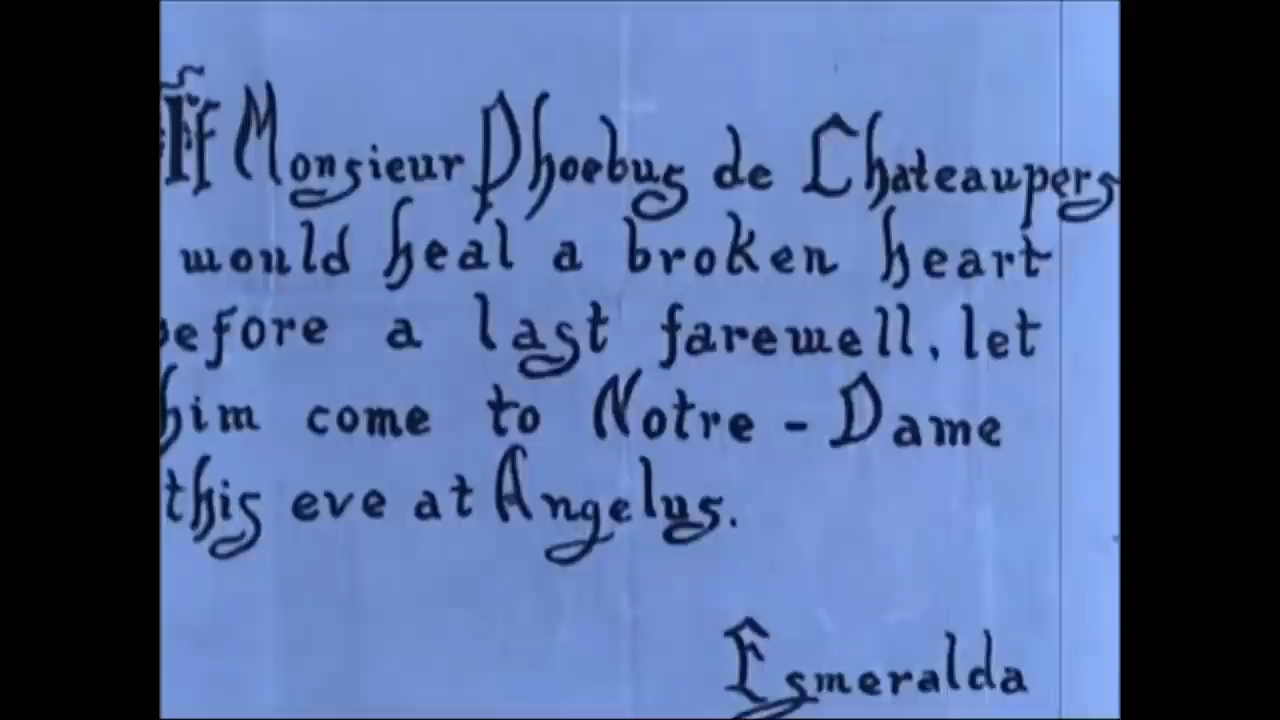 If Monsieur Phoebus de Chateaupers
would heal a broken heart
before a last farewell, let
him come to Notre-Dame
this eve at Angelus.
Esmeralda